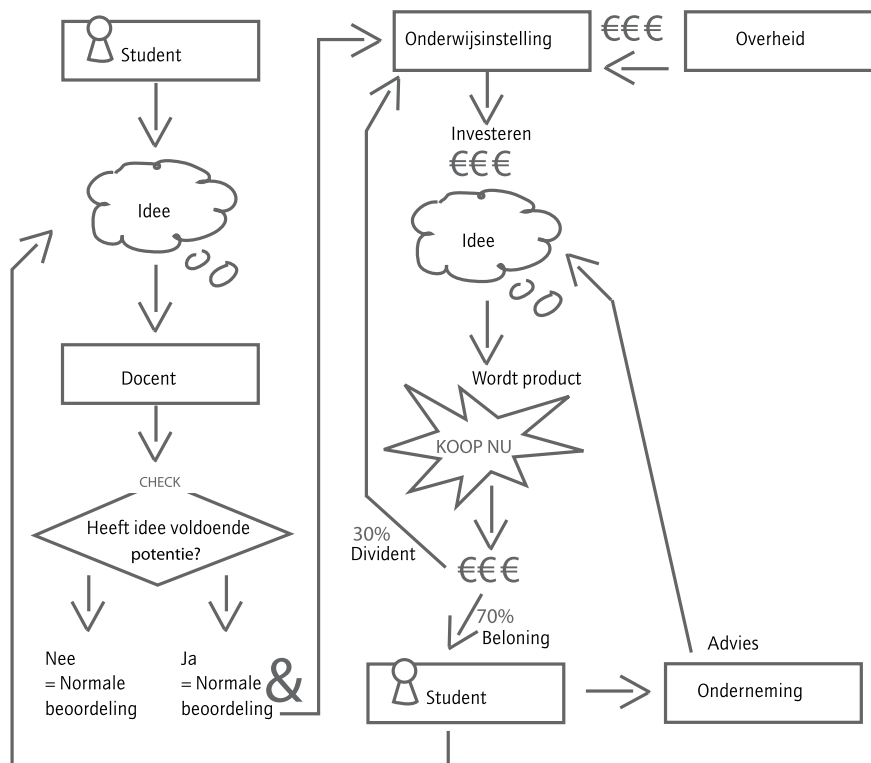 Student
Idee
Docent
CHECK
Heeft idee voldoende
potentie?
Nee
= Normale
beoordeling
Ja
= Normale
beoordeling
&
Onderwijsinstelling
€€€
Overheid
Investeren
€€€
Idee
Wordt product
KOOP NU
30%
Divident
€€€
70%
Beloning
Student
Advies
Onderneming